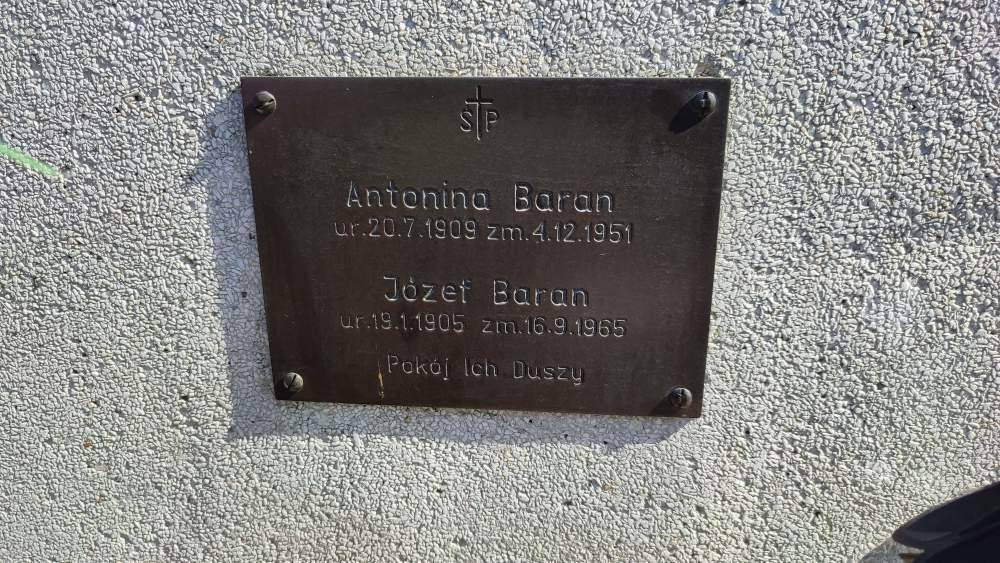 Ś P
Antonina Baran
ur.20.7.1909 zm.4.12.1951
Józef Baran
ur.19.1.1905 zm.16.9.1965
Pokój Ich Duszy